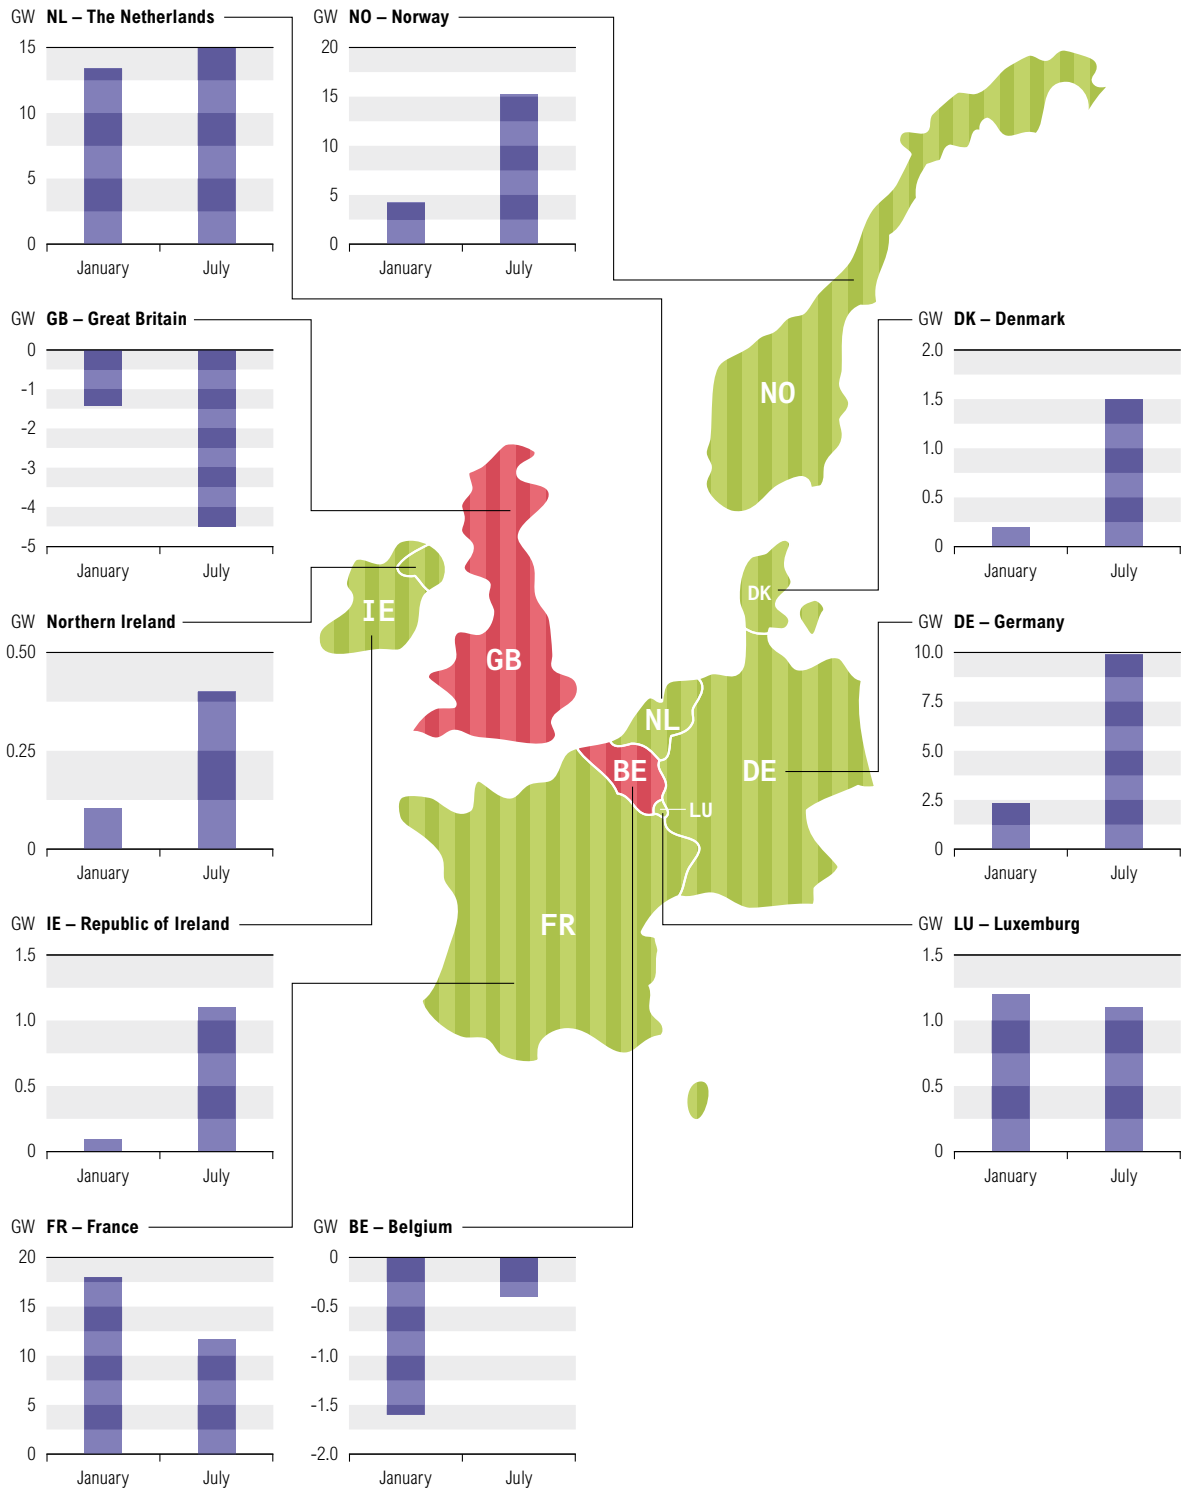 GW NL – The Netherlands
15
10
5
0
January July
GW NO – Norway
20
15
10
5
0
January July
GW GB – Great Britain
0
-1
-2
-3
-4
-5
January July
GW DK – Denmark
2.0
1.5
1.0
0.5
0
January July
GW Northern Ireland
0.50
0.25
0
January July
GW DE – Germany
10.0
7.5
5.0
2.5
0
January July
NO
DK
IE
GB
NL
BE
DE
LU
FR
GW IE – Republic of Ireland
1.5
1.0
0.5
0
January July
GW LU – Luxemburg
1.5
1.0
0.5
0
January July
GW FR – France
20
15
10
5
0
January July
GW BE – Belgium
0
-0.5
-1.0
-1.5
-2.0
January July